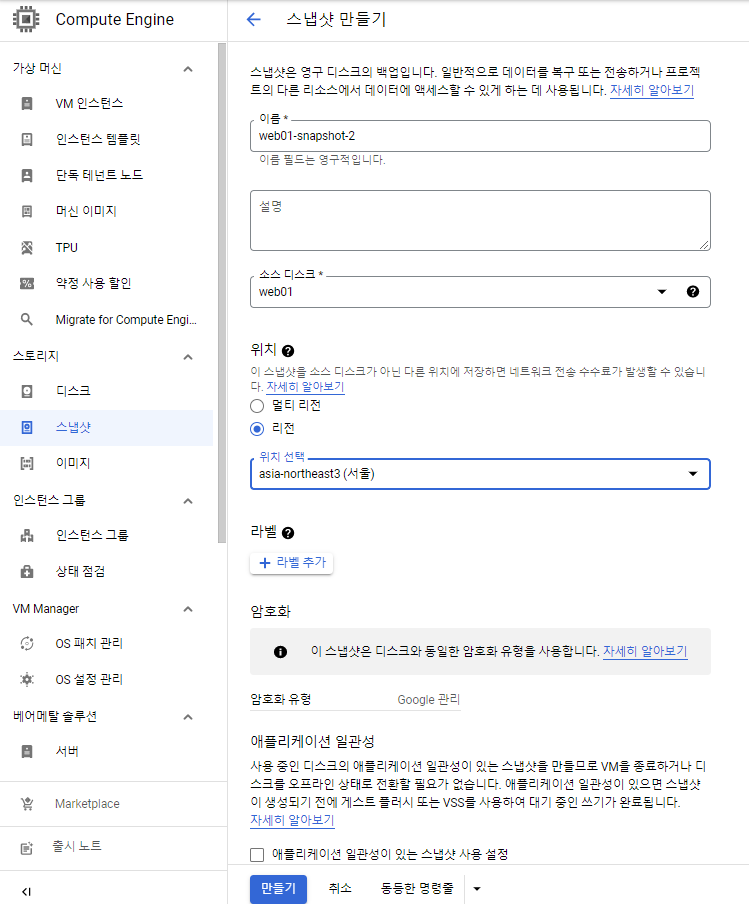 Compute Engine
가상 머신
VM 인스턴스
인스턴스 템플릿
단독 테넌트 노드
머신 이미지
TPU
약정 사용 할인
Migrate for Compute Engi...
스토리지
디스크
스냅샷
이미지
인스턴스 그룹
인스턴스 그룹
상태 점검
VM Manager
OS 패치 관리
OS 설정 관리
베어메탈 솔루션
서버
Marketplace
출시 노트
스냅샷 만들기
스냅샷은 영구 디스크의 백업입니다. 일반적으로 데이터를 복구 또는 전송하거나 프로젝
트의 다른 리소스에서 데이터에 액세스할 수 있게 하는 데 사용됩니다. 자세히 알아보기
이름 *
web01-snapshot-2
이름 필드는 영구적입니다.
설명
소스 디스크 *
web01
위치
이 스냅샷을 소스 디스크가 아닌 다른 위치에 저장하면 네트워크 전송 수수료가 발생할 수 있습니
다. 자세히 알아보기
멀티 리전
리전
위치 선택
asia-northeast3 (서울)
라벨
+ 라벨 추가
암호화
이 스냅샷은 디스크와 동일한 암호화 유형을 사용합니다. 자세히 알아보기
암호화 유형 Google 관리
애플리케이션 일관성
사용 중인 디스크의 애플리케이션 일관성이 있는 스냅샷을 만들므로 VM을 종료하거나 디
스크를 오프라인 상태로 전환할 필요가 없습니다. 애플리케이션 일관성이 있으면 스냅샷
이 생성되기 전에 게스트 플러시 또는 VSS를 사용하여 대기 중인 쓰기가 완료됩니다.
자세히 알아보기
애플리케이션 일관성이 있는 스냅샷 사용 설정
만들기 취소 동등한 명령줄